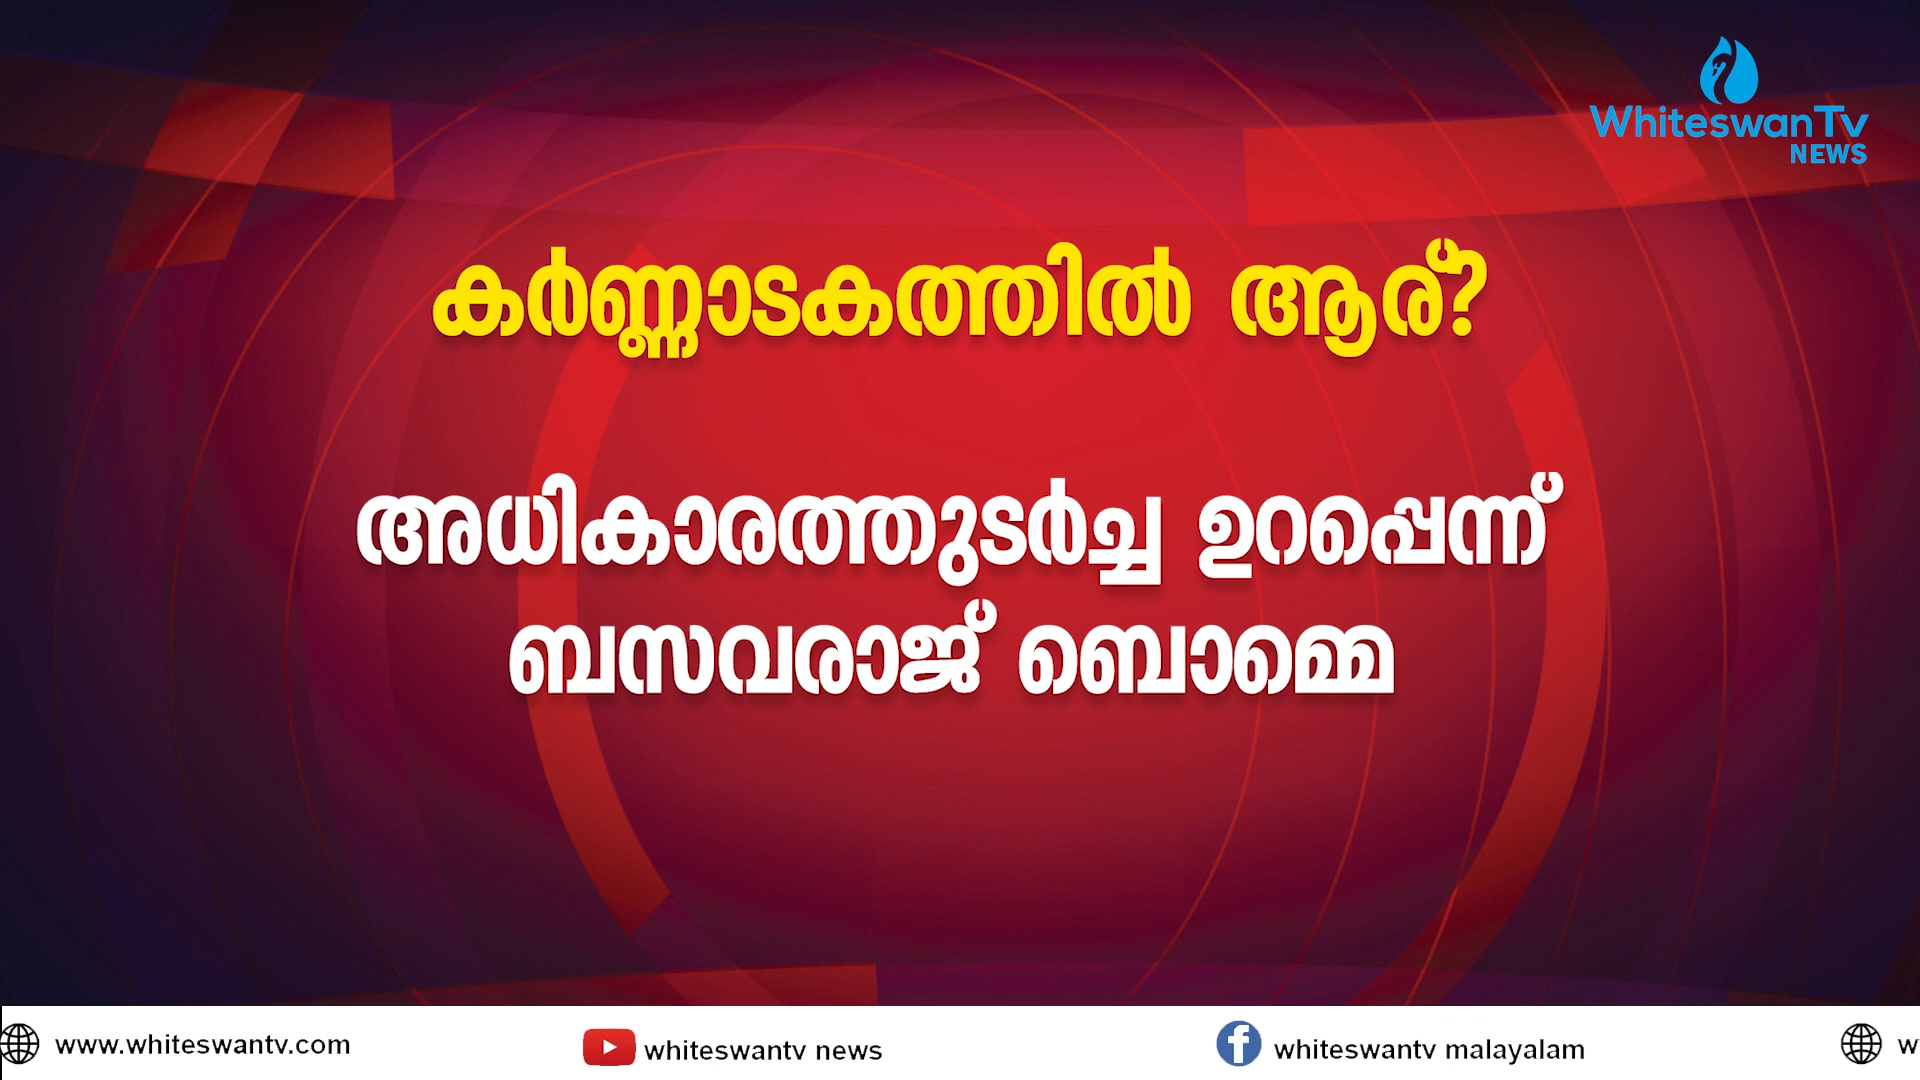 WhiteswanTv
NEWS
കർണ്ണാടകത്തിൽ ആര്?
അധികാരത്തുടർച്ച ഉറപ്പെന്ന്
ബസവരാജ് ബൊമ്മെ
www.whiteswantv.com
whiteswantv news
whiteswantv malayalam
w